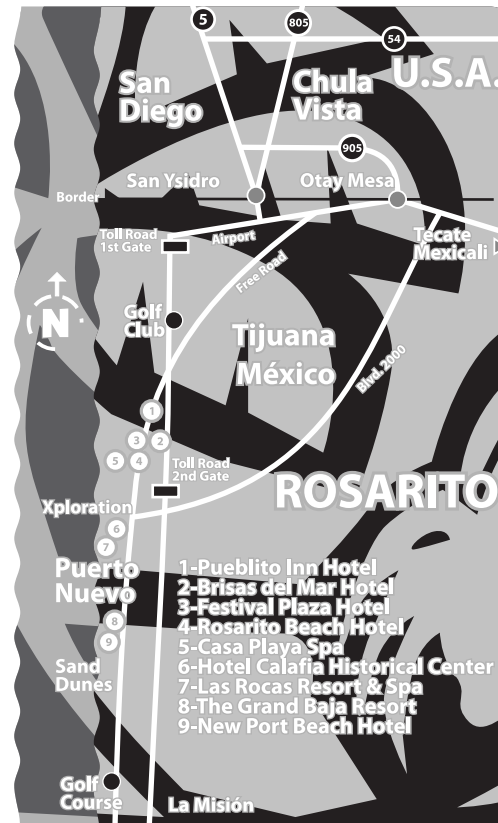 5
805
54
U.S.A.
San
Diego
Chula
Vista
905
San Ysidro
Otay Mesa
Border
Toll Road
1st Gate
Airport
Tecate
Mexicali
Free Road
N
Golf
Club
Tijuana
México
Blvd. 2000
1
3
2
5
4
Toll Road
2nd Gate
ROSARITO
Xploration
6
7
Puerto
Nuevo
8
9
1-Pueblito Inn Hotel
2-Brisas del Mar Hotel
3-Festival Plaza Hotel
4-Rosarito Beach Hotel
5-Casa Playa Spa
6-Hotel Calafia Historical Center
7-Las Rocas Resort & Spa
8-The Grand Baja Resort
9-New Port Beach Hotel
Sand
Dunes
Golf
Course
La Misión